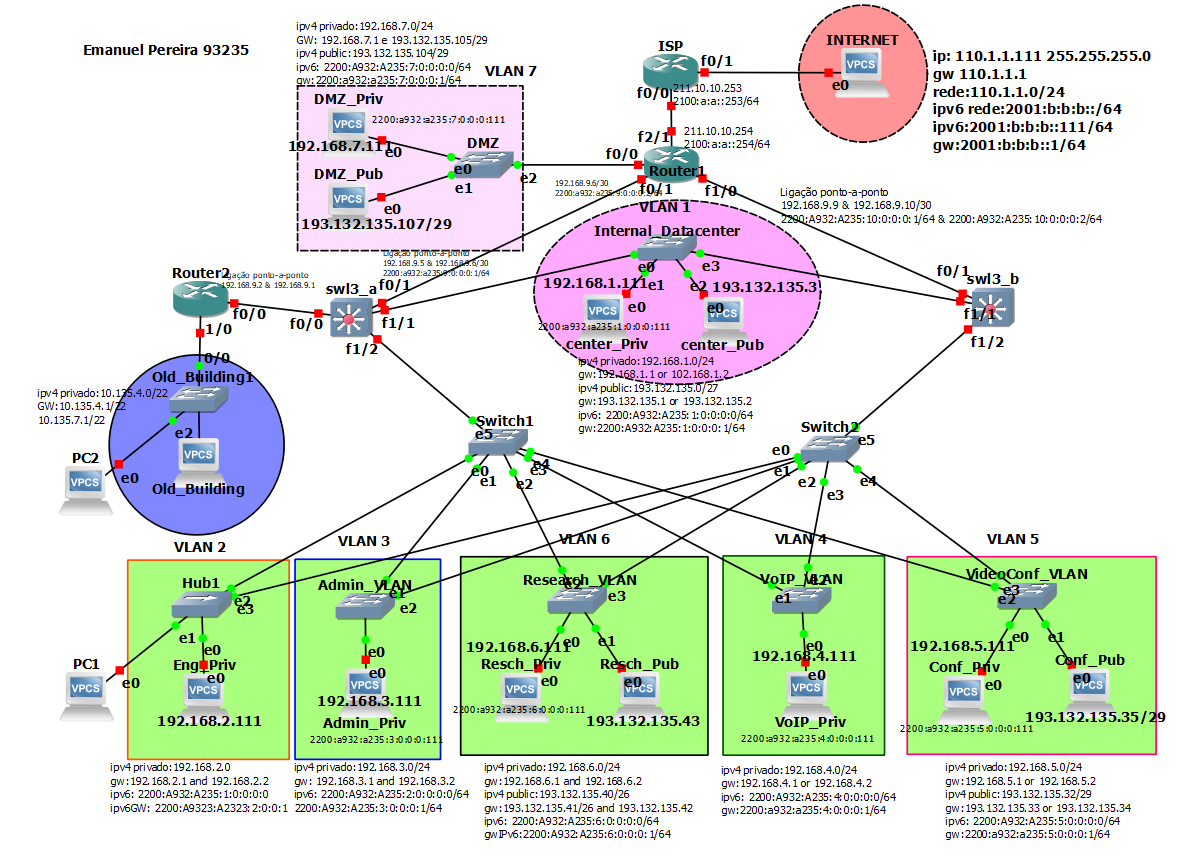 Emanuel Pereira 93235
ipv4 privado:192.168.7.0/24
GW: 192.168.7.1 e 193.132.135.105/29
ipv4 public:193.132.135.104/29
ipv6: 2200:A932:A235:7:0:0:0:0/64
gw: 2200:a932:a235:7:0:0:0:1/64
VLAN 7
DMZ_Priv
VPCS
2200:a932:a235:7:0:0:0:111
192.168.7.111
e0
DMZ
e0
e1
e2
DMZ_Pub
VPCS
e0
193.132.135.107/29
ISP
f0/1
f0/0
211.10.10.253
2100:a:a::253/64
f2/1
211.10.10.254
2100:a:a::254/64
f0/0
Router1
f0/1
f1/0
192.168.9.6/30
INTERNET
VPCS
e0
ip: 110.1.1.111 255.255.255.0
gw 110.1.1.1
rede:110.1.1.0/24
ipv6 rede:2001:b:b:b::/64
ipv6:2001:b:b:b::111/64
gw:2001:b:b:b::1/64
Ligação ponto-a-ponto
192.168.9.9 & 192.168.9.10/30
2200:A932:A235:10:0:0:0:1/64 & 2200:A932:A235:10:0:0:0:2/64
VLAN 1
Internal_Datacenter
e0
e1
e2
e3
192.168.1.111
193.132.135.3
e0
e0
VPCS
VPCS
2200:a932:a235:1:0:0:0:111
center_Priv
center_Pub
ipv4 privado:192.168.1.0/24
gw:192.168.1.1 or 102.168.1.2
ipv4 public:193.132.135.0/27
gw:193.132.135.1 or 193.132.135.2
ipv6: 2200:A932:A235:1:0:0:0:0/64
gw:2200:A932:A235:1:0:0:0:1/64
Ligação ponto-a-ponto
192.168.9.5 & 192.168.9.6/30
2200:a932:a235:9:0:0:0:1/64
Router2
Ligação ponto-a-ponto
192.168.9.2 & 192.168.9.1
f0/0
f0/0
swl3_a
f0/1
f1/1
f1/2
swl3_b
f0/1
f1/1
f1/2
1/0
0/0
Old_Building1
ipv4 privado:10.135.4.0/22
GW:10.135.4.1/22
10.135.7.1/22
e2
PC2
VPCS
e0
VPCS
Old_Building
Switch1
e5
e0
e1
e2
e3
e4
Switch2
e0
e1
e2
e3
e4
e5
VLAN 2
Hub1
e2
e3
e1
e0
PC1
VPCS
e0
Eng_Priv
e0
VPCS
192.168.2.111
ipv4 privado:192.168.2.0
gw:192.168.2.1 and 192.168.2.2
ipv6: 2200:A932:A235:1:0:0:0:0
ipv6GW: 2200:A9323:A2323:2:0:0:1
VLAN 3
Admin_VLAN
e1
e2
e0
e0
VPCS
192.168.3.111
Admin_Priv
2200:a932:a235:3:0:0:0:111
ipv4 privado:192.168.3.0/24
gw: 192.168.3.1 and 192.168.3.2
ipv6: 2200:A932:A235:2:0:0:0:0/64
2200:A932:A235:3:0:0:0:1/64
VLAN 6
Research_VLAN
e2
e3
e0
e1
192.168.6.111
Resch_Priv
Resch_Pub
e0
e0
VPCS
VPCS
2200:a932:a235:6:0:0:0:111
193.132.135.43
ipv4 privado:192.168.6.0/24
gw:192.168.6.1 and 192.168.6.2
ipv4 public:193.132.135.40/26
gw:193.132.135.41/26 and 193.132.135.42
ipv6: 2200:A932:A235:6:0:0:0:0/64
gwIPv6:2200:A932:A235:6:0:0:0:1/64
VLAN 4
VoIP_VLAN
e2
e1
e0
192.168.4.111
e0
VPCS
VoIP_Priv
2200:a932:a235:4:0:0:0:111
ipv4 privado:192.168.4.0/24
gw:192.168.4.1 or 192.168.4.2
ipv6: 2200:A932:A235:4:0:0:0:0/64
gw:2200:a932:a235:4:0:0:0:1/64
VLAN 5
VideoConf_VLAN
e3
e2
e0
e1
192.168.5.111
Conf_Priv
Conf_Pub
e0
e0
VPCS
VPCS
193.132.135.35/29
2200:a932:a235:5:0:0:0:111
ipv4 privado:192.168.5.0/24
gw:192.168.5.1 or 192.168.5.2
ipv4 public:193.132.135.32/29
gw:193.132.135.33 or 193.132.135.34
ipv6: 2200:A932:A235:5:0:0:0:0/64
gw:2200:a932:a235:5:0:0:0:1/64